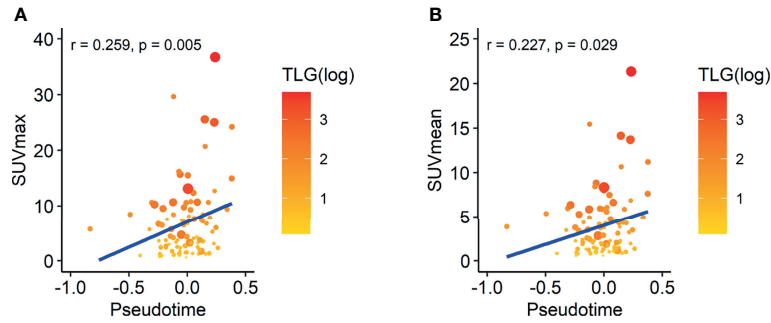 A
r = 0.259, p = 0.005
SUVmax
40
30
20
10
0
-1.0
-0.5
0.0
0.5
Pseudotime
TLG(log)
3
2
1
B
r = 0.227, p = 0.029
SUVmean
25
20
15
10
5
0
-1.0
-0.5
0.0
0.5
Pseudotime
TLG(log)
3
2
1